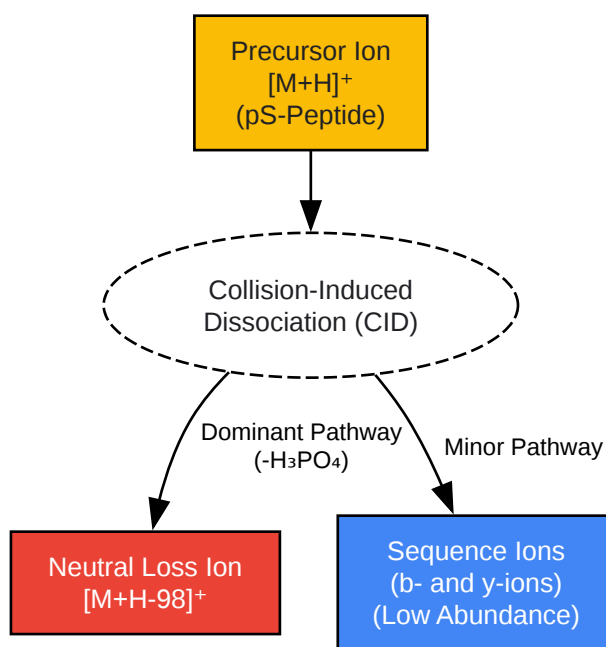 Precursor Ion
[M+H]⁺
(pS-Peptide)
Collision-Induced
Dissociation (CID)
Dominant Pathway
(-H₃PO₄)
Minor Pathway
Neutral Loss Ion
[M+H-98]⁺
Sequence Ions
(b- and y-ions)
(Low Abundance)